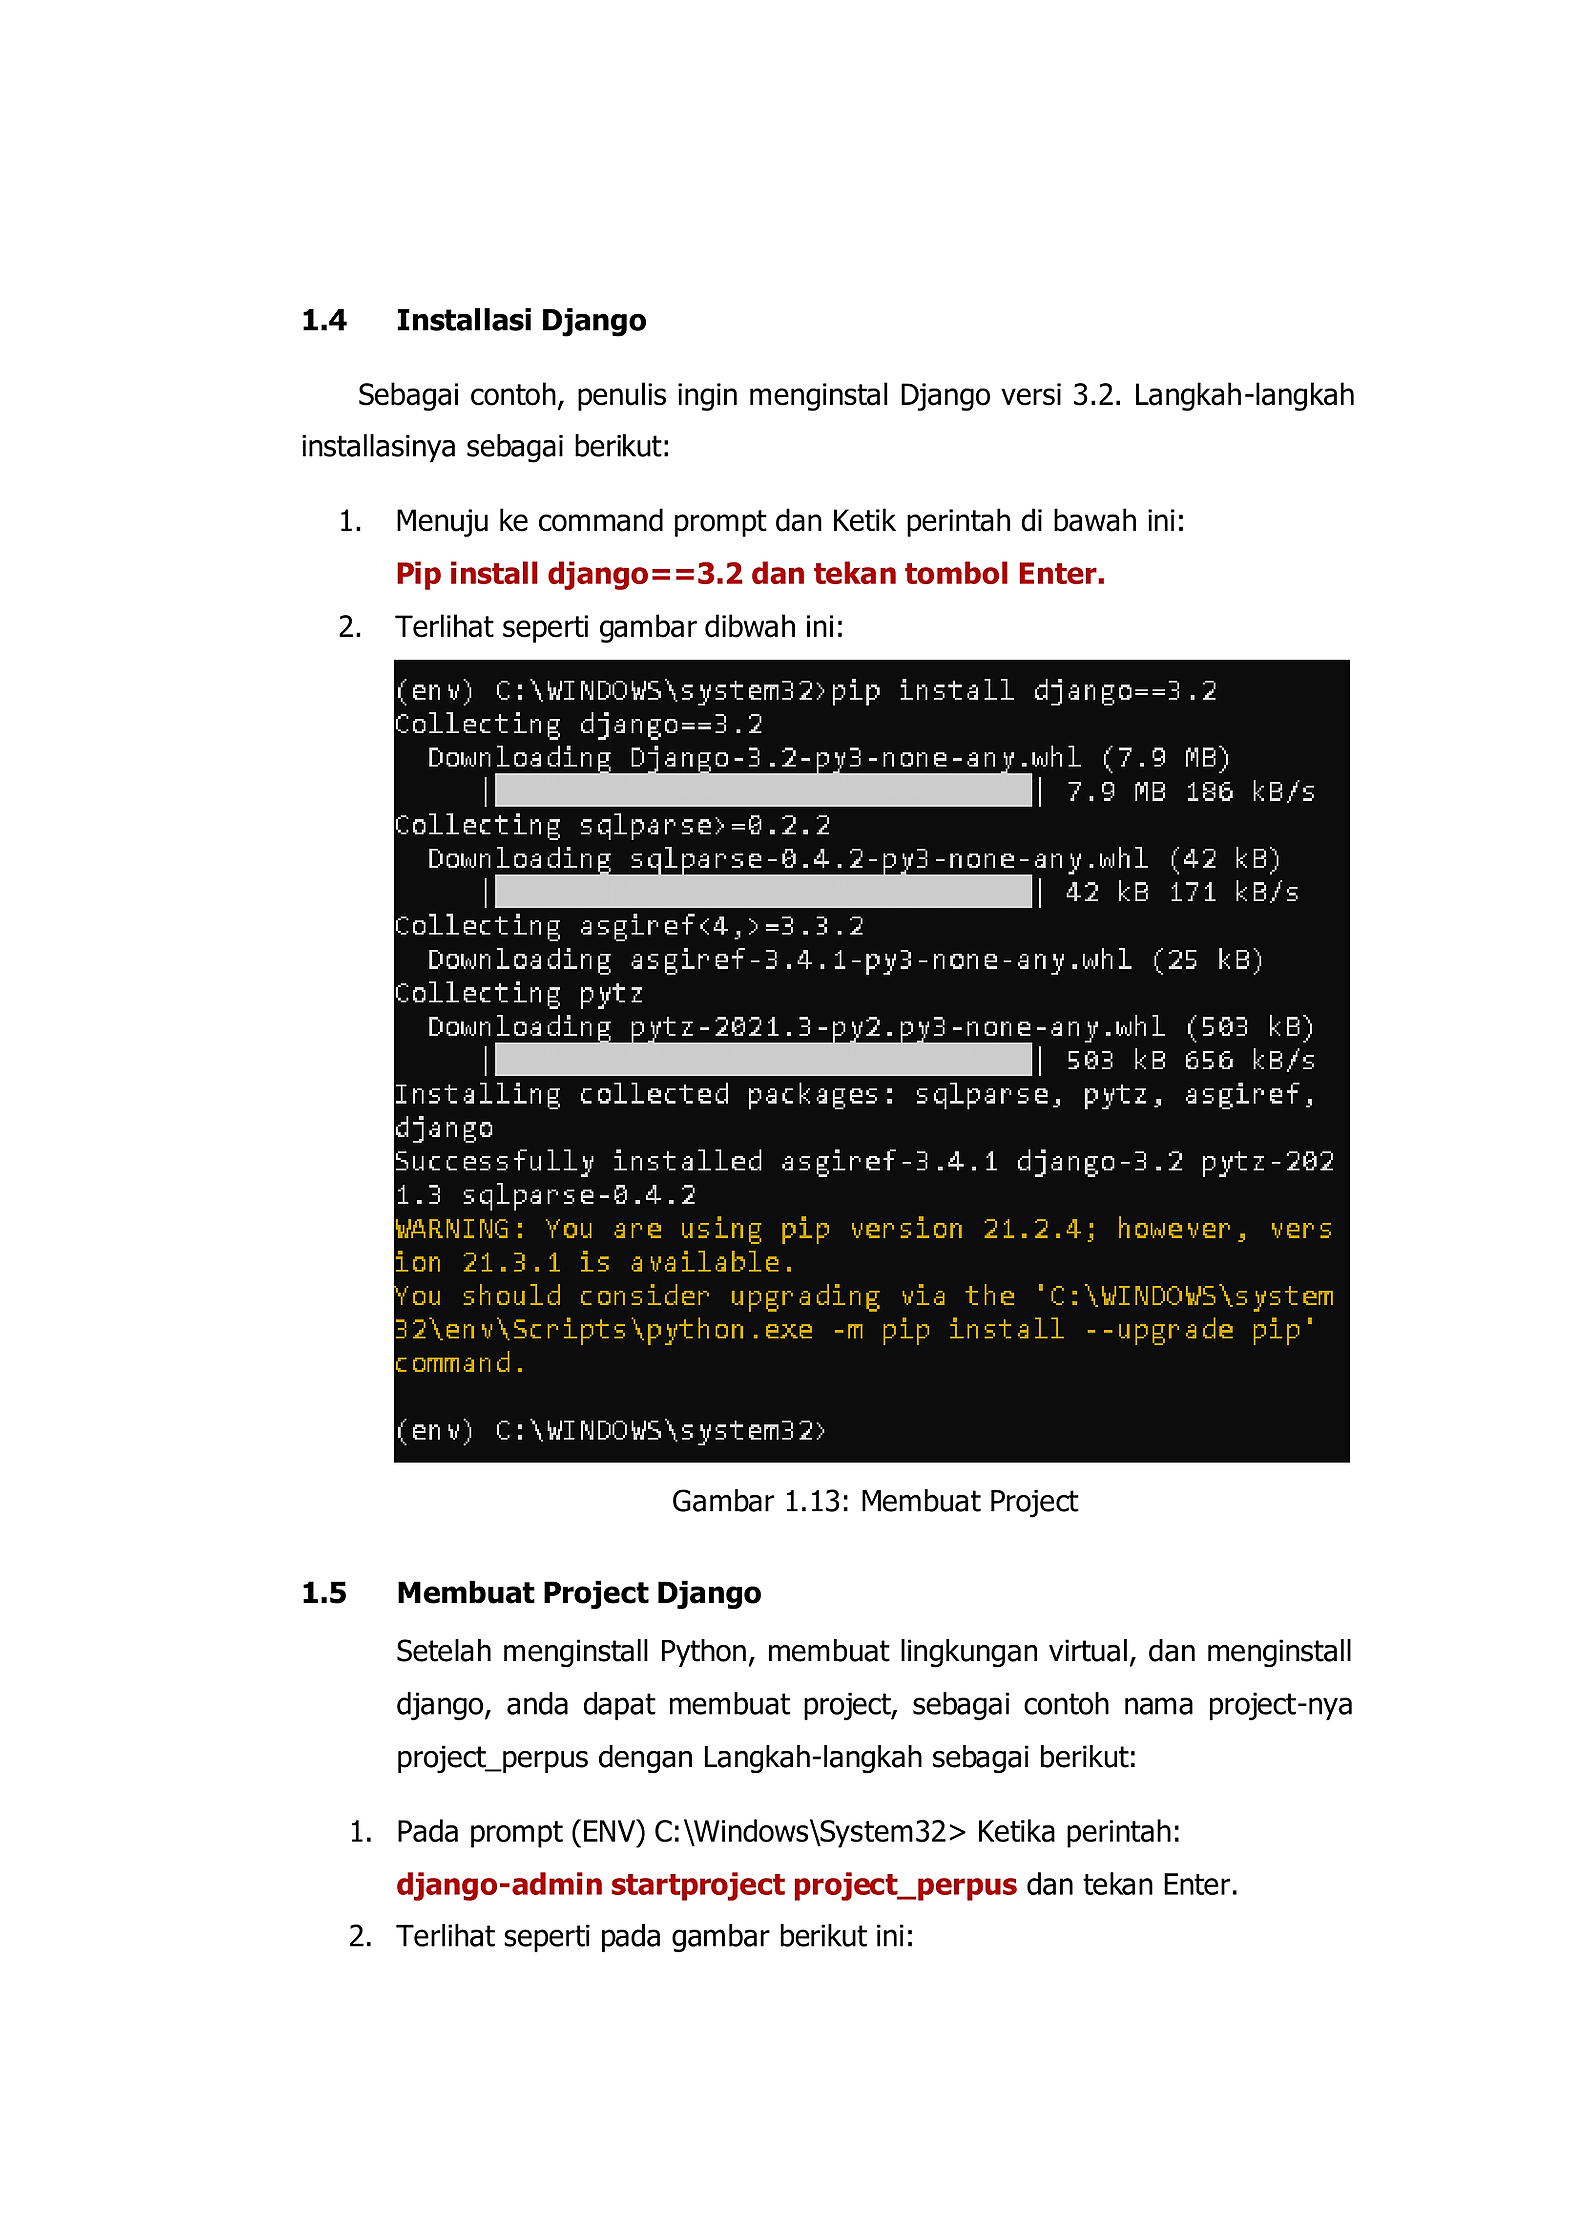 1.4 Installasi Django
Sebagai contoh, penulis ingin menginstal Django versi 3.2. Langkah-langkah
installasinya sebagai berikut:
1. Menuju ke command prompt dan Ketik perintah di bawah ini:
Pip install django==3.2 dan tekan tombol Enter.
2. Terlihat seperti gambar dibwah ini:
(env) C:\WINDOWS\system32>pip install django==3.2
Collecting django==3.2
Downloading Django-3.2-py3-none-any.whl (7.9 MB)
| | 7.9 MB 186 kB/s
Collecting sqlparse>=0.2.2
Downloading sqlparse-0.4.2-py3-none-any.whl (42 kB)
| | 42 kB 171 kB/s
Collecting asgiref<4,>=3.3.2
Downloading asgiref-3.4.1-py3-none-any.whl (25 kB)
Collecting pytz
Downloading pytz-2021.3-py2.py3-none-any.whl (503 kB)
| | 503 kB 656 kB/s
Installing collected packages: sqlparse, pytz, asgiref,
django
Successfully installed asgiref-3.4.1 django-3.2 pytz-202
1.3 sqlparse-0.4.2
WARNING: You are using pip version 21.2.4; however, vers
ion 21.3.1 is available.
You should consider upgrading via the 'C:\WINDOWS\system
32\env\Scripts\python.exe -m pip install --upgrade pip'
command.
(env) C:\WINDOWS\system32>
Gambar 1.13: Membuat Project
1.5 Membuat Project Django
Setelah menginstall Python, membuat lingkungan virtual, dan menginstall
django, anda dapat membuat project, sebagai contoh nama project-nya
project_perpus dengan Langkah-langkah sebagai berikut:
1. Pada prompt (ENV) C:\Windows\System32> Ketika perintah:
django-admin startproject project_perpus dan tekan Enter.
2. Terlihat seperti pada gambar berikut ini: